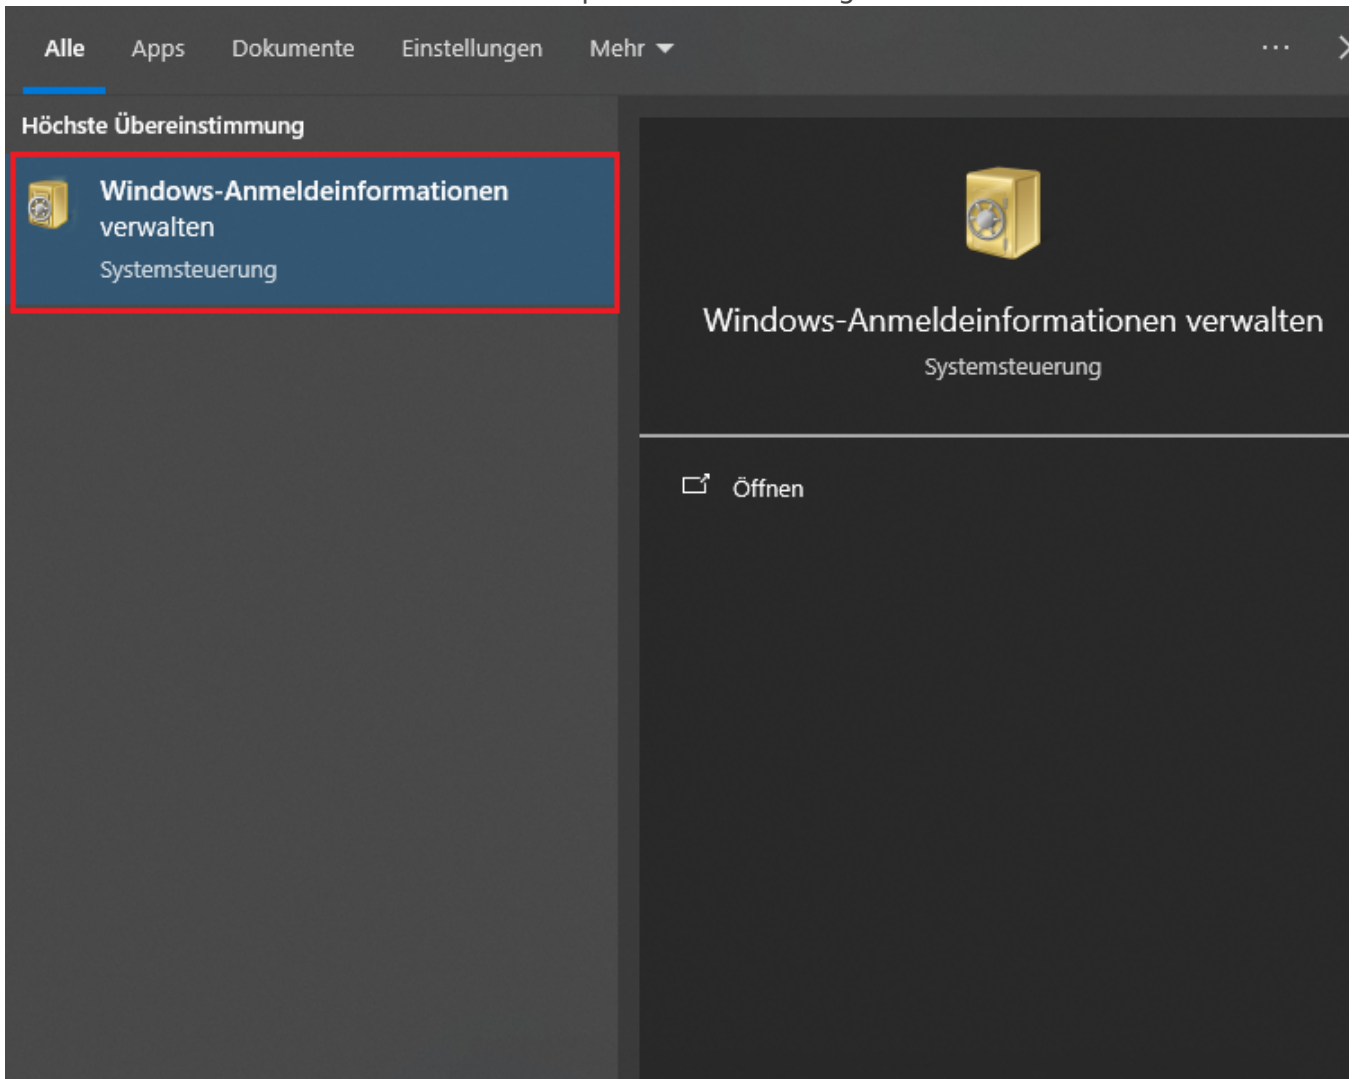 Alle Apps Dokumente Einstellungen Mehr
Höchste Übereinstimmung
Windows-Anmeldeinformationen
verwalten
Systemsteuerung
Windows-Anmeldeinformationen verwalten
Systemsteuerung
Öffnen